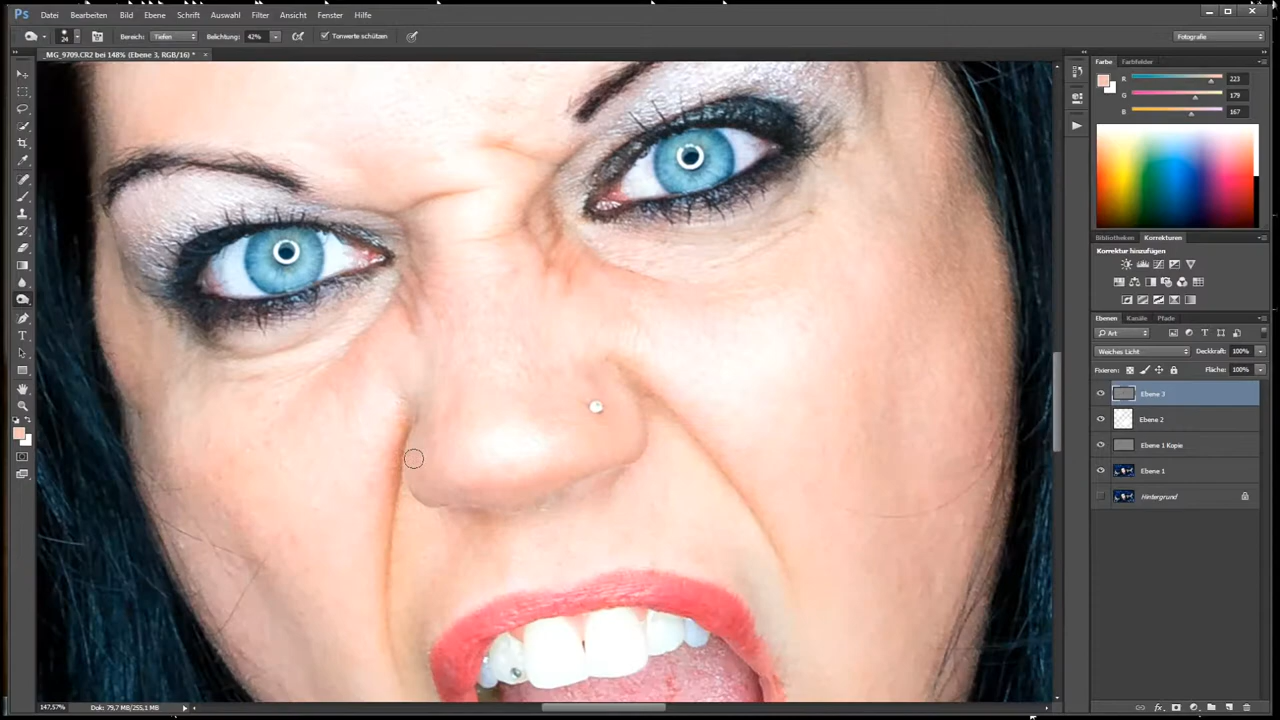 Ps Datei Bearbeiten Bild Ebene Schrift Auswahl Filter Ansicht Fenster Hilfe
24 Bereich: Tiefen Belichtung: 42% Tonwerte schützen Fotografie
_MG_9709.CR2 bei 148% (Ebene 3, RGB/16) * ×
Farbe Farbfelder
R 223
G 179
B 167
Bibliotheken Korrekturen
Korrektur hinzufügen
Ebenen Kanäle Pfade
Art
Weiches Licht Deckkraft: 100%
Fixieren: Fläche: 100%
Ebene 3
Ebene 2
Ebene 1 Kopie
Ebene 1
Hintergrund
147,57% Dok: 79,7 MB/255,1 MB